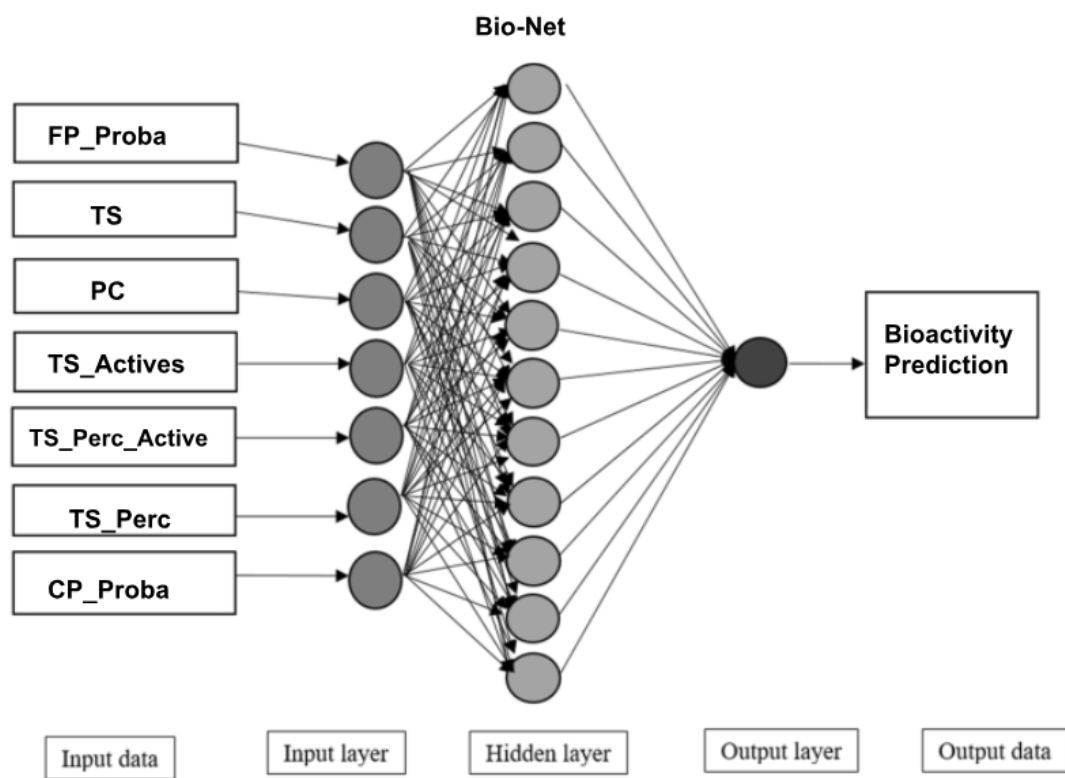 Bio-Net
FP_Proba
TS
PC
TS_Actives
TS_Perc_Active
TS_Perc
CP_Proba
Bioactivity
Prediction
Input data
Input layer
Hidden layer
Output layer
Output data